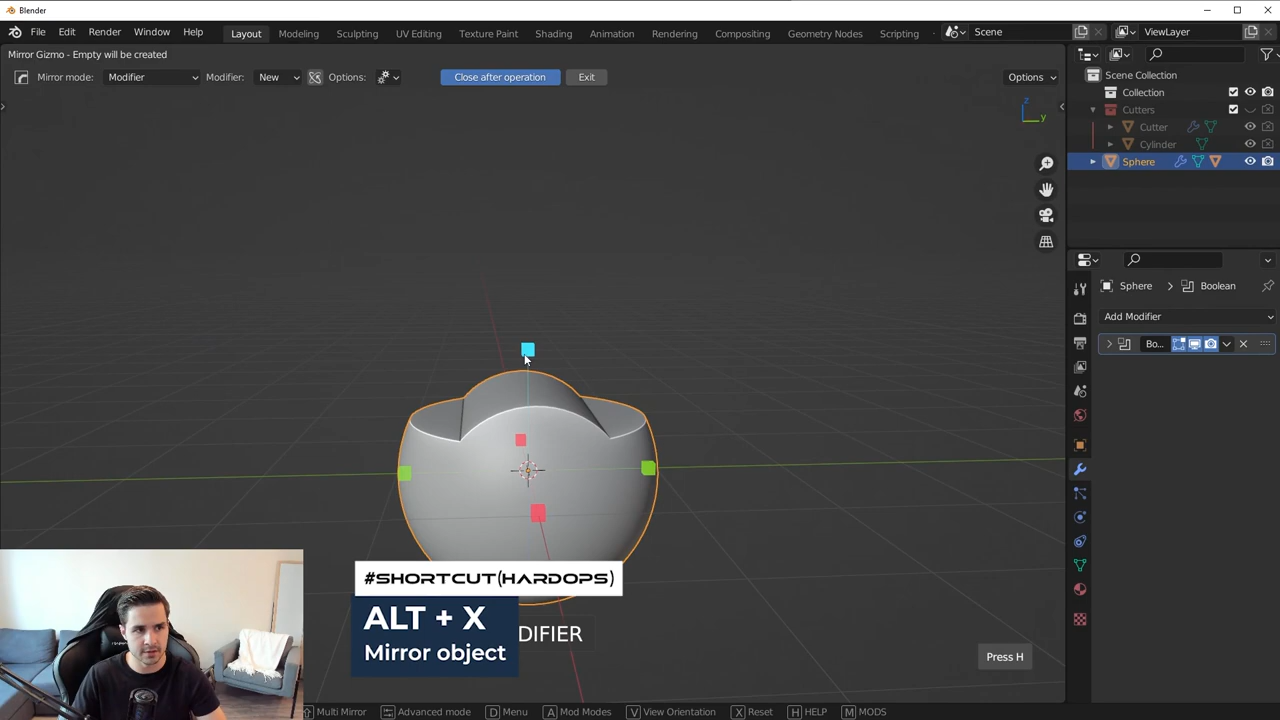 Blender
File Edit Render Window Help
Layout Modeling Sculpting UV Editing Texture Paint Shading Animation Rendering Compositing Geometry Nodes Scripting
Scene
ViewLayer
Mirror Gizmo - Empty will be created
Mirror mode: Modifier Modifier: New Options: Close after operation Exit
Options
Scene Collection
Collection
Cutters
Cutter
Cylinder
Sphere
z
y
Sphere > Boolean
Add Modifier
Bo...
#SHORTCUT(HARDOPS)
ALT + X
Mirror object
DIFIER
Press H
Multi Mirror Advanced mode D Menu A Mod Modes V View Orientation X Reset H HELP M MODS